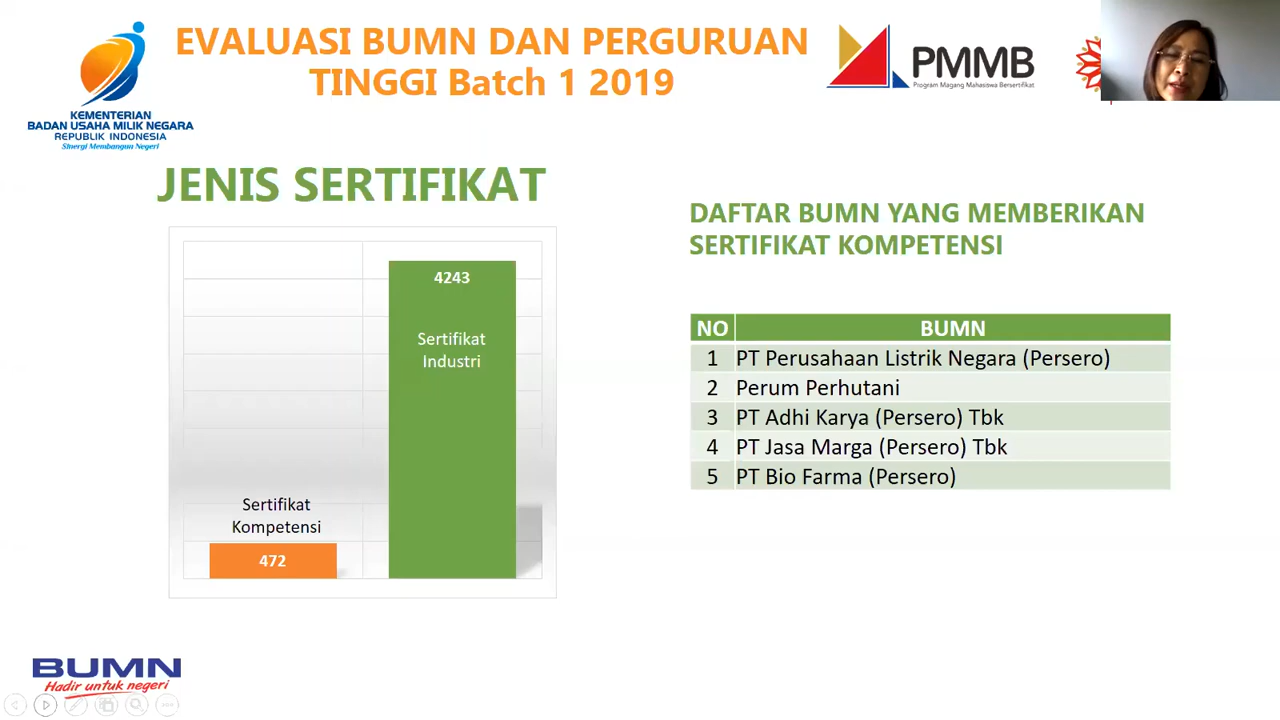 EVALUASI BUMN DAN PERGURUAN
TINGGI Batch 1 2019
KEMENTERIAN
BADAN USAHA MILIK NEGARA
REPUBLIK INDONESIA
Sinergi Membangun Negeri
PMMB
Program Magang Mahasiswa Bersertifikat
JENIS SERTIFIKAT
4243
Sertifikat
Industri
Sertifikat
Kompetensi
472
DAFTAR BUMN YANG MEMBERIKAN
SERTIFIKAT KOMPETENSI
NO BUMN
1 PT Perusahaan Listrik Negara (Persero)
2 Perum Perhutani
3 PT Adhi Karya (Persero) Tbk
4 PT Jasa Marga (Persero) Tbk
5 PT Bio Farma (Persero)
BUMN
Hadir untuk negeri